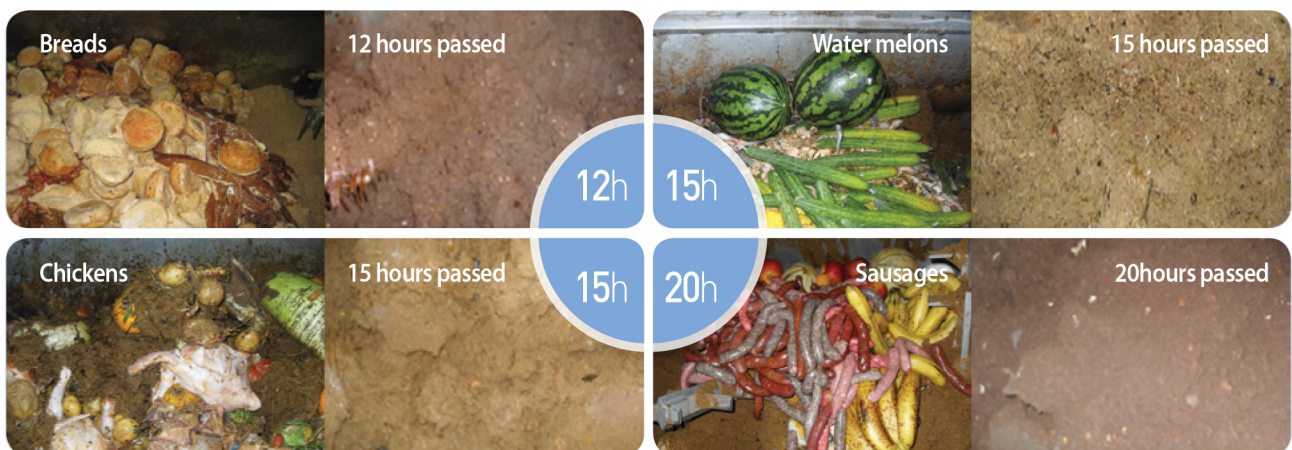 Breads
12 hours passed
12h
Water melons
15 hours passed
15h
Chickens
15 hours passed
15h
Sausages
20hours passed
20h